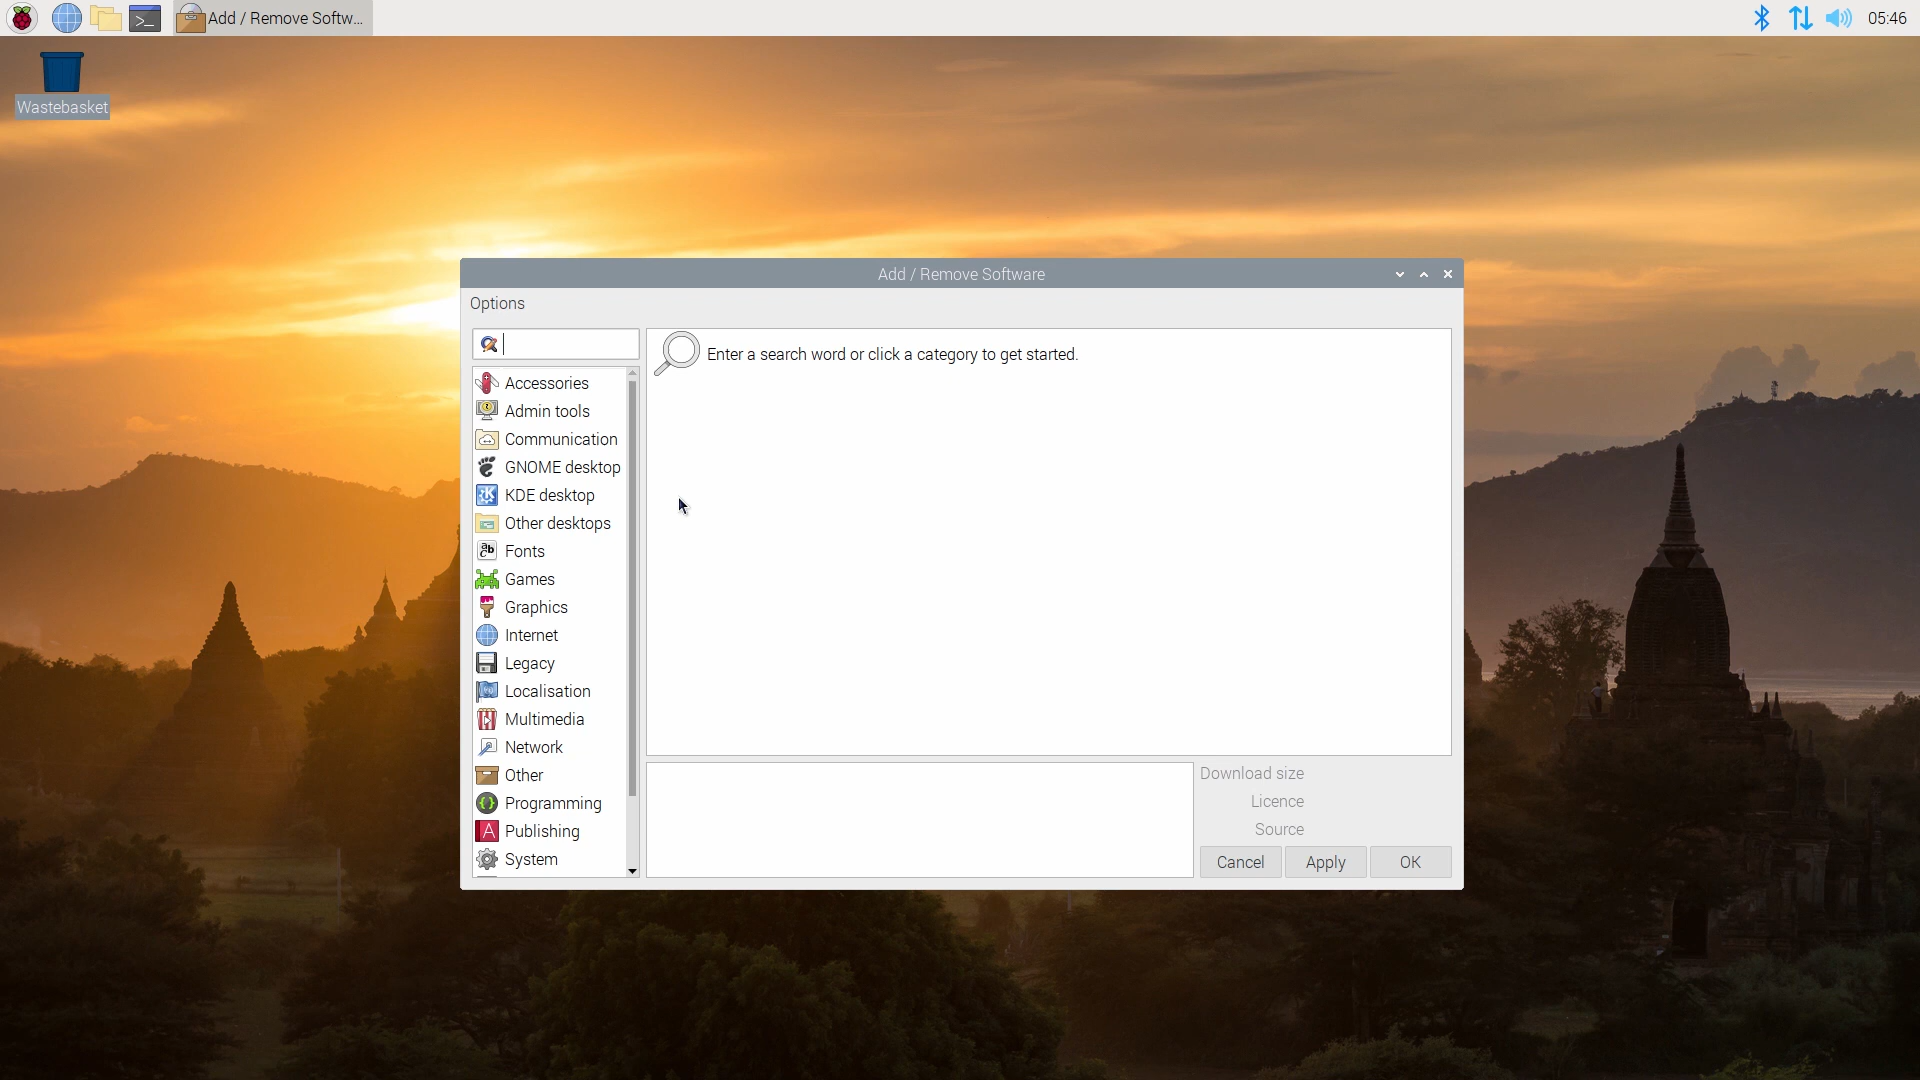 Add / Remove Softw...
05:46
Wastebasket
Add / Remove Software
Options
Enter a search word or click a category to get started.
Accessories
Admin tools
Communication
GNOME desktop
KDE desktop
Other desktops
Fonts
Games
Graphics
Internet
Legacy
Localisation
Multimedia
Network
Other
Programming
Publishing
System
Download size
Licence
Source
Cancel
Apply
OK